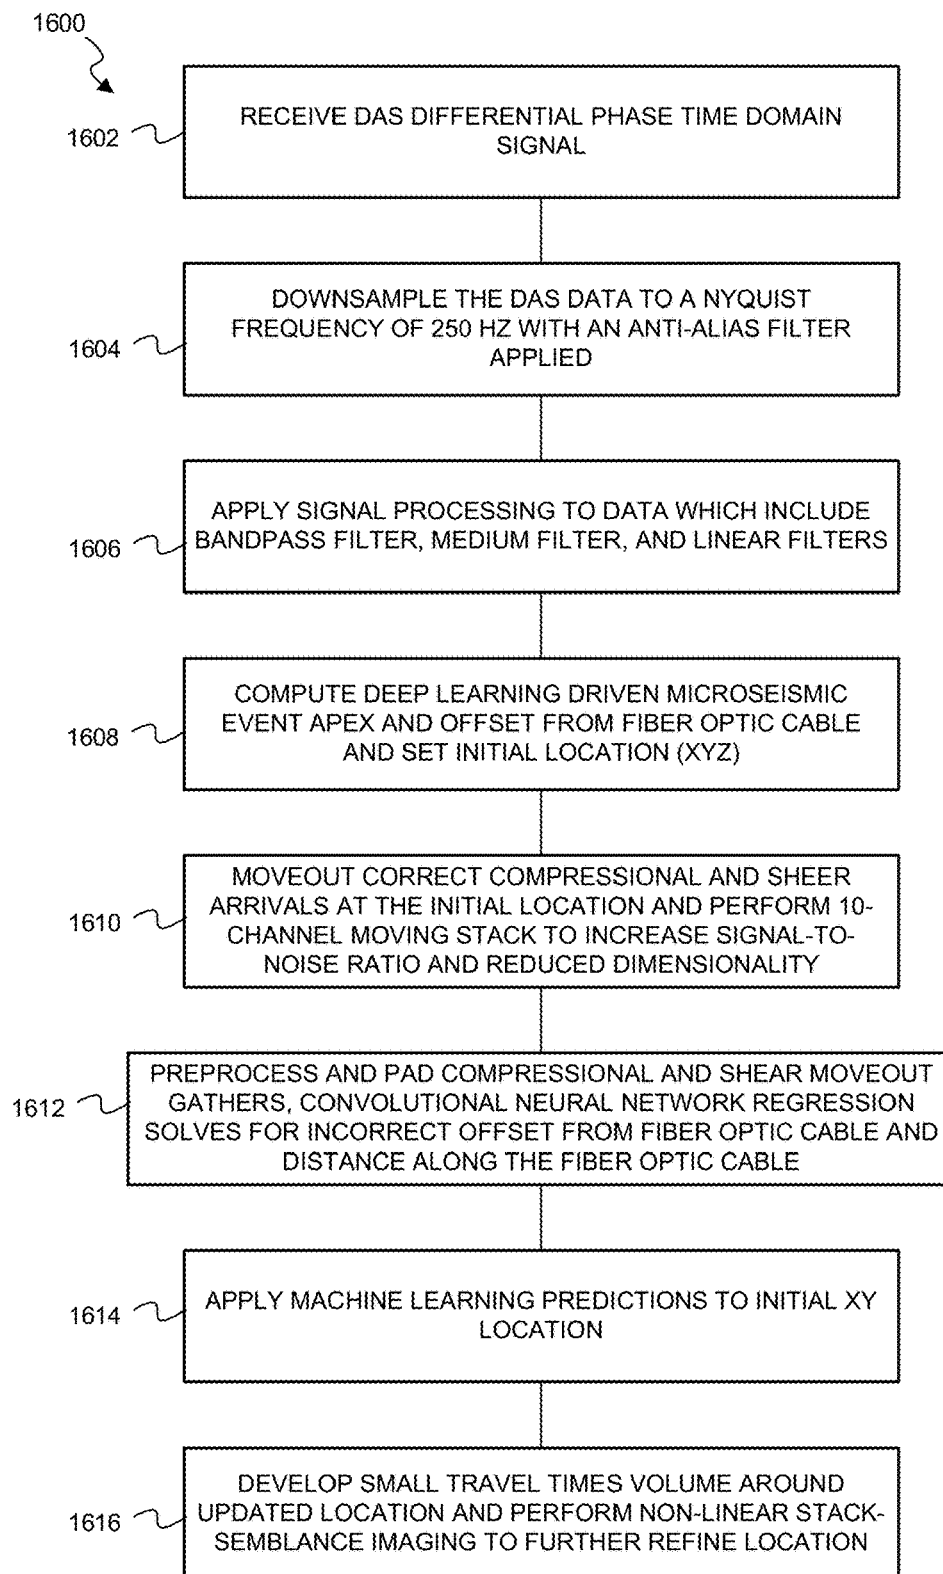 1600
1602
RECEIVE DAS DIFFERENTIAL PHASE TIME DOMAIN
SIGNAL
1604
DOWNSAMPLE THE DAS DATA TO A NYQUIST
FREQUENCY OF 250 HZ WITH AN ANTI-ALIAS FILTER
APPLIED
1606
APPLY SIGNAL PROCESSING TO DATA WHICH INCLUDE
BANDPASS FILTER, MEDIUM FILTER, AND LINEAR FILTERS
1608
COMPUTE DEEP LEARNING DRIVEN MICROSEISMIC
EVENT APEX AND OFFSET FROM FIBER OPTIC CABLE
AND SET INITIAL LOCATION (XYZ)
1610
MOVEOUT CORRECT COMPRESSIONAL AND SHEER
ARRIVALS AT THE INITIAL LOCATION AND PERFORM 10-
CHANNEL MOVING STACK TO INCREASE SIGNAL-TO-
NOISE RATIO AND REDUCED DIMENSIONALITY
1612
PREPROCESS AND PAD COMPRESSIONAL AND SHEAR MOVEOUT
GATHERS, CONVOLUTIONAL NEURAL NETWORK REGRESSION
SOLVES FOR INCORRECT OFFSET FROM FIBER OPTIC CABLE AND
DISTANCE ALONG THE FIBER OPTIC CABLE
1614
APPLY MACHINE LEARNING PREDICTIONS TO INITIAL XY
LOCATION
1616
DEVELOP SMALL TRAVEL TIMES VOLUME AROUND
UPDATED LOCATION AND PERFORM NON-LINEAR STACK-
SEMBLANCE IMAGING TO FURTHER REFINE LOCATION